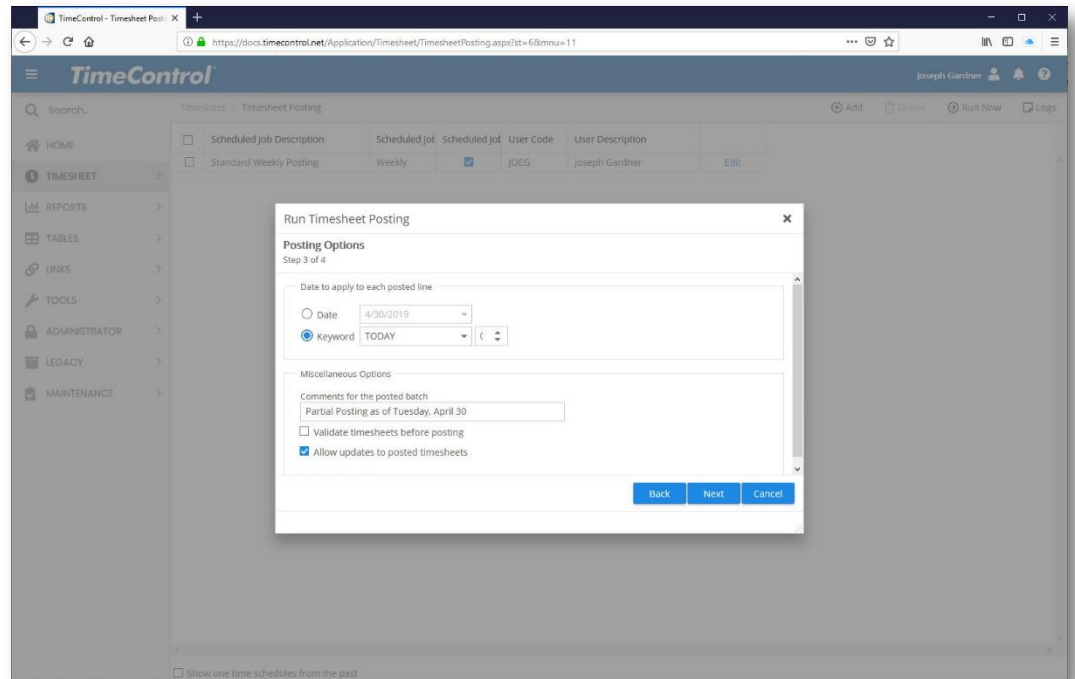 TimeControl - Timesheet Posti
https://docs.timecontrol.net/Application/Timesheet/TimesheetPosting.aspx?st=6&mnu=11
TimeControl
Joseph Gardner
Search...
Timesheet > Timesheet Posting
Add Delete Run Now Logs
HOME
TIMESHEET
REPORTS
TABLES
LINKS
TOOLS
ADMINISTRATOR
LEGACY
MAINTENANCE
Scheduled Job Description Scheduled Jol Scheduled Jol User Code User Description
Standard Weekly Posting Weekly JOEG Joseph Gardner Edit
Run Timesheet Posting
Posting Options
Step 3 of 4
Date to apply to each posted line
Date 4/30/2019
Keyword TODAY (
Miscellaneous Options
Comments for the posted batch
Partial Posting as of Tuesday, April 30
Validate timesheets before posting
Allow updates to posted timesheets
Back Next Cancel
Show one time schedules from the past